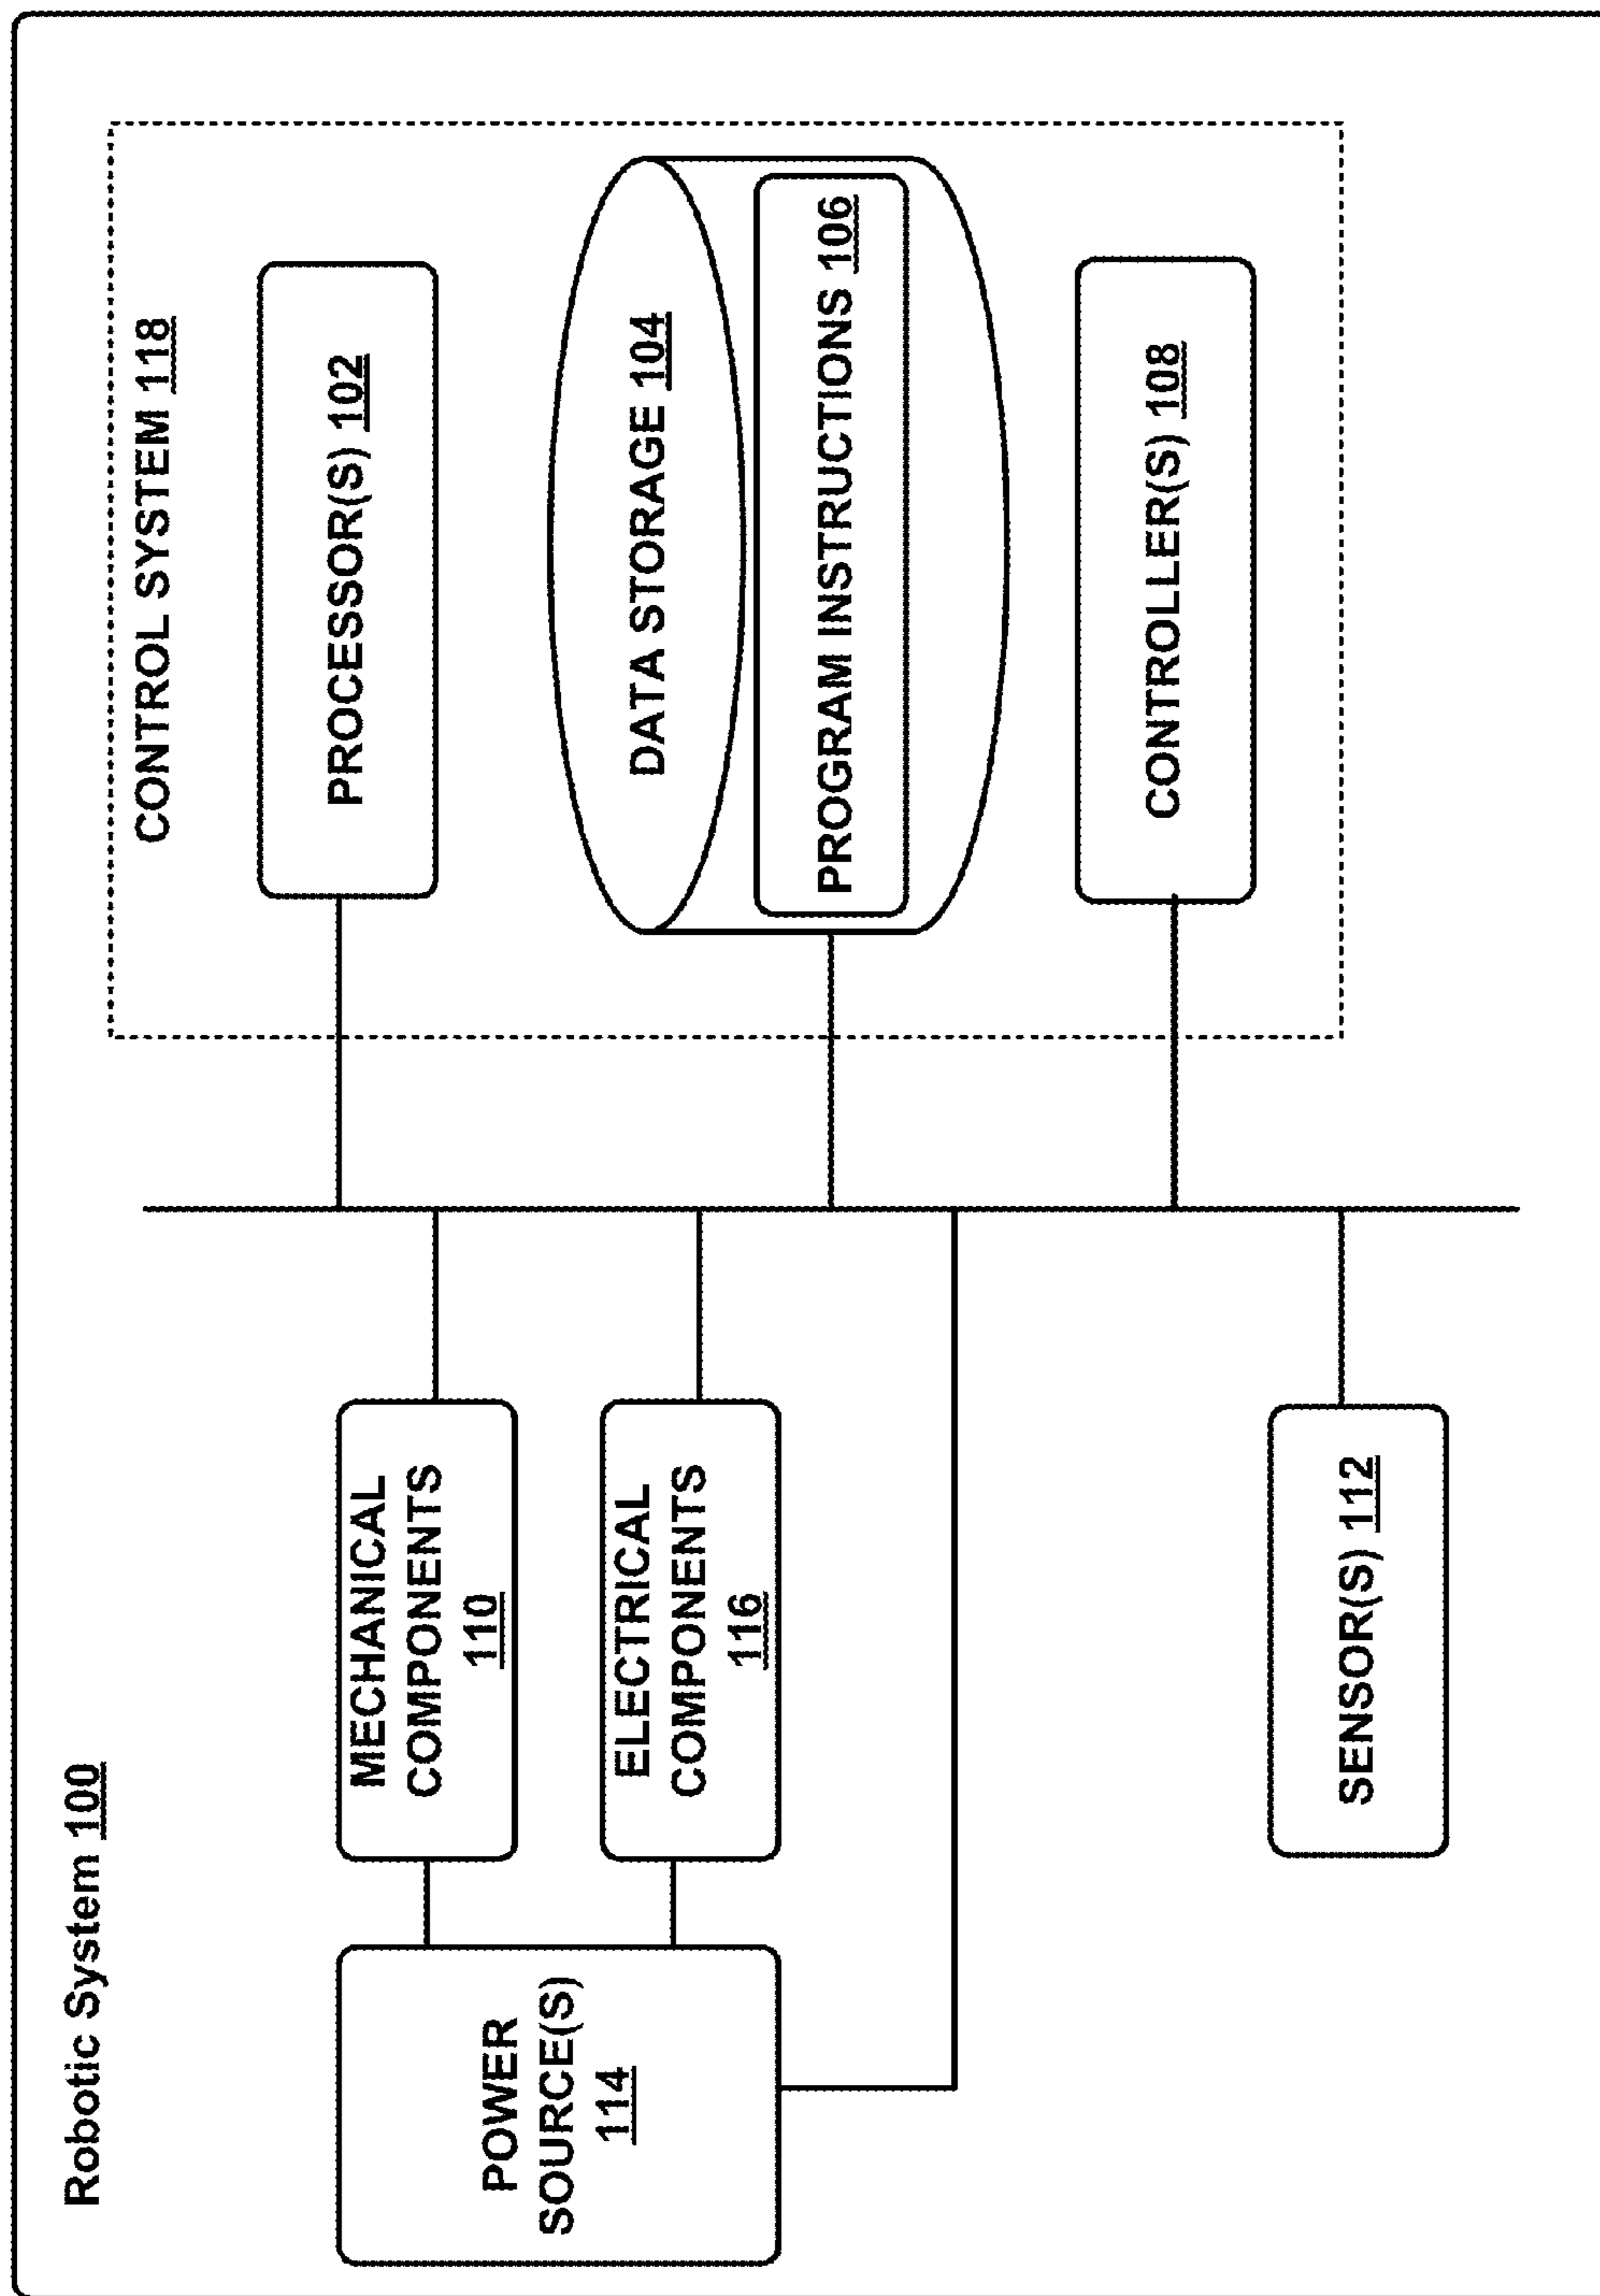 Robotic System 100
POWER
SOURCE(S)
114
MECHANICAL
COMPONENTS
110
ELECTRICAL
COMPONENTS
116
SENSOR(S) 112
CONTROL SYSTEM 118
PROCESSOR(S) 102
DATA STORAGE 104
PROGRAM INSTRUCTIONS 106
CONTROLLER(S) 108